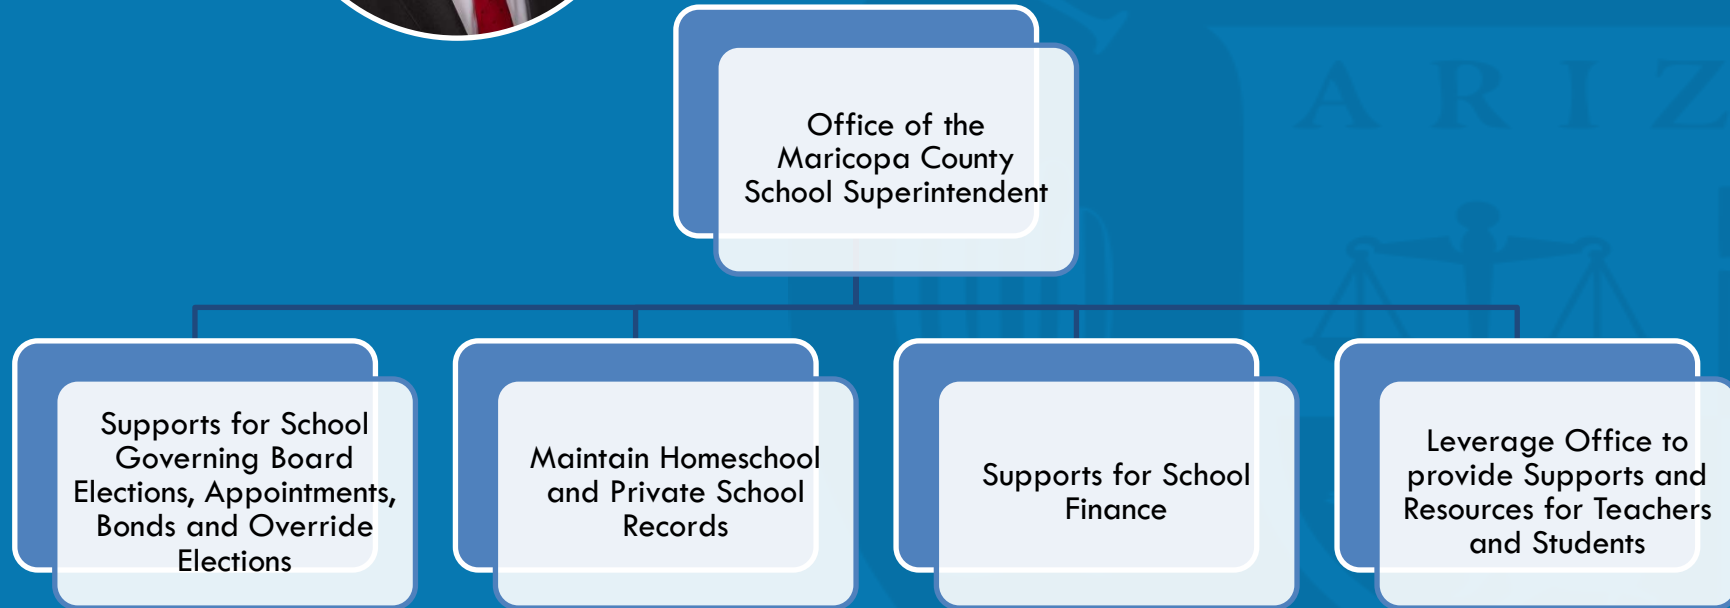 ARIZ
Office of the
Maricopa County
School Superintendent
Supports for School
Governing Board
Elections, Appointments,
Bonds and Override
Elections
Maintain Homeschool
and Private School
Records
Supports for School
Finance
Leverage Office to
provide Supports and
Resources for Teachers
and Students